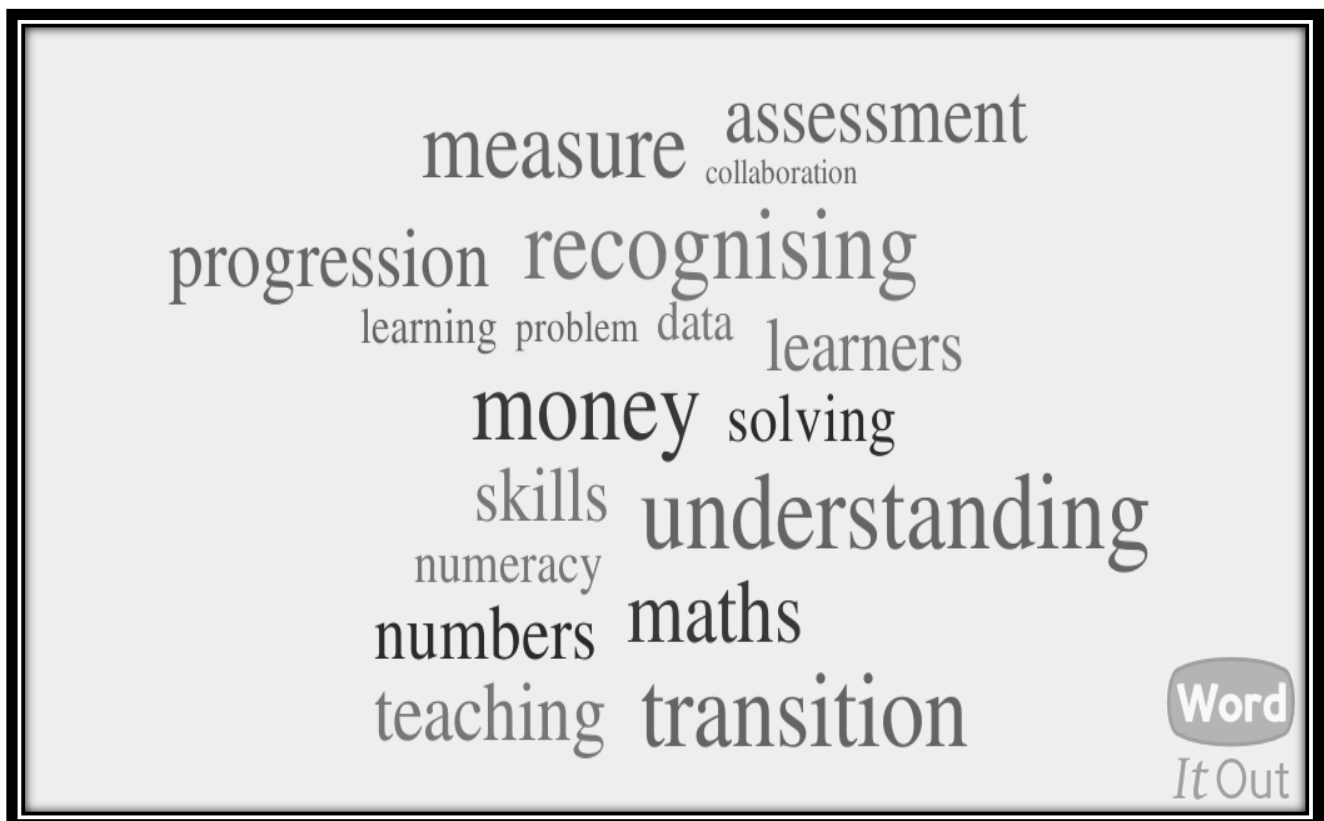 measure assessment
collaboration
progression recognising
learning problem data learners
money solving
skills understanding
numeracy
numbers maths
teaching transition
Word
It Out